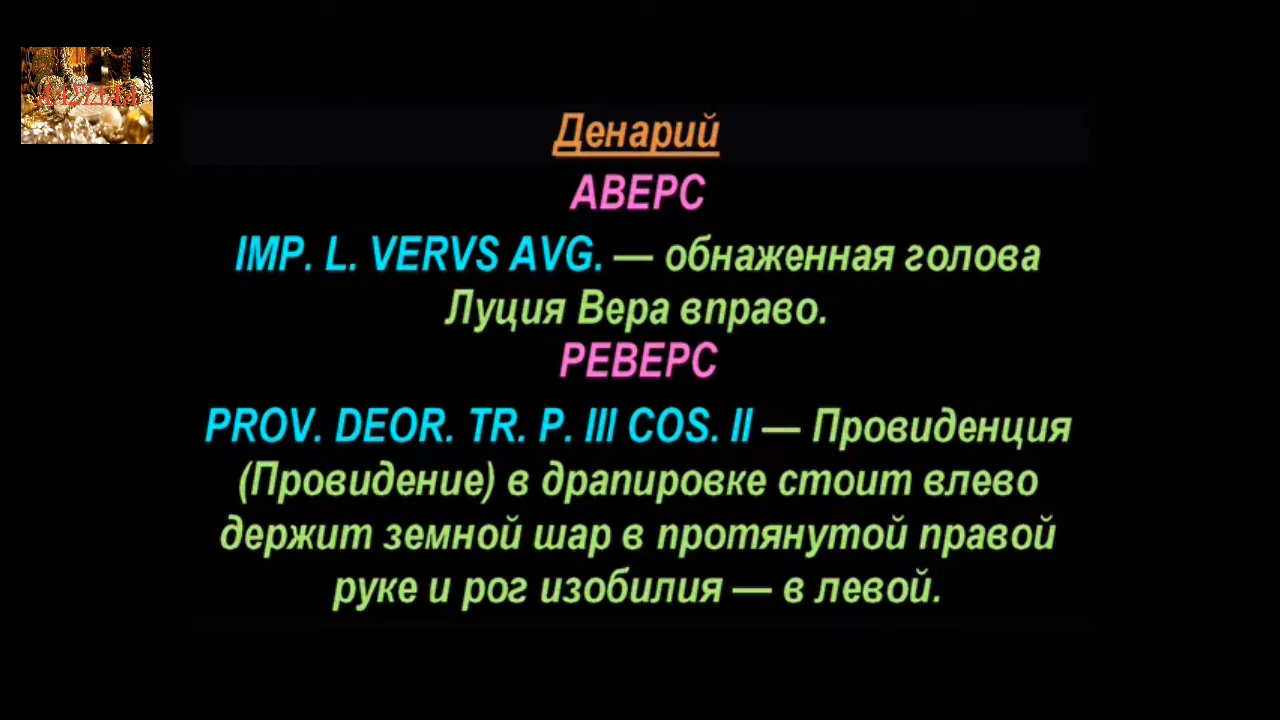 Денарий
АВЕРС
IMP. L. VERVS AVG. — обнаженная голова
Луция Вера вправо.
РЕВЕРС
PROV. DEOR. TR. P. III COS. II — Провиденция
(Провидение) в драпировке стоит влево
держит земной шар в протянутой правой
руке и рог изобилия — в левой.